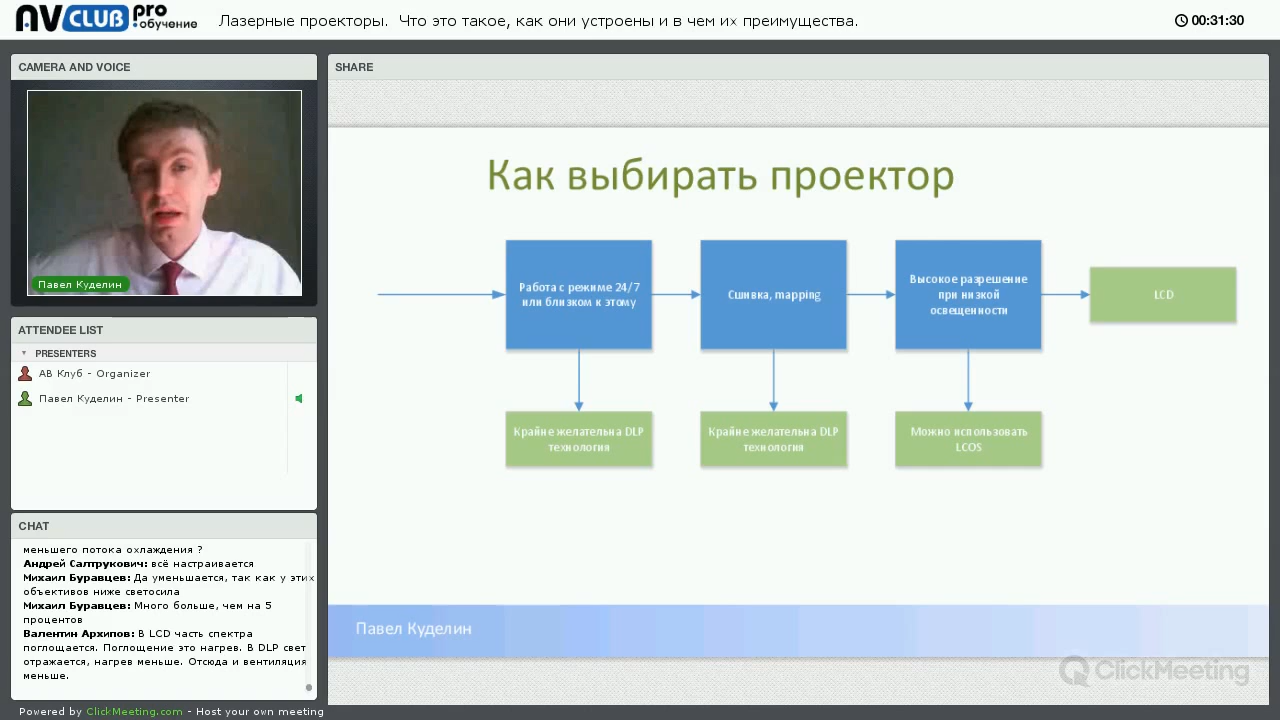 AV CLUB pro •обучение
Лазерные проекторы. Что это такое, как они устроены и в чем их преимущества.
00:31:30
CAMERA AND VOICE
Павел Куделин
ATTENDEE LIST
PRESENTERS
АВ Клуб - Organizer
Павел Куделин - Presenter
CHAT
меньшего потока охлаждения ?
Андрей Салтрукович: всё настраивается
Михаил Буравцев: Да уменьшается, так как у этих
объективов ниже светосила
Михаил Буравцев: Много больше, чем на 5
процентов
Валентин Архипов: В LCD часть спектра
поглощается. Поглощение это нагрев. В DLP свет
отражается, нагрев меньше. Отсюда и вентиляция
меньше.
Powered by ClickMeeting.com - Host your own meeting
SHARE
Как выбирать проектор
Работа с режиме 24/7
или близком к этому
Сшивка, mapping
Высокое разрешение
при низкой
освещенности
LCD
Крайне желательна DLP
технология
Крайне желательна DLP
технология
Можно использовать
LCOS
Павел Куделин
ClickMeeting